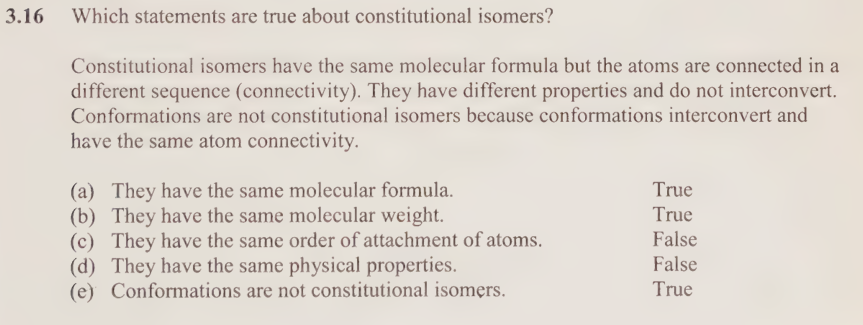 3.16 Which statements are true about constitutional isomers?
Constitutional isomers have the same molecular formula but the atoms are connected in a
different sequence (connectivity). They have different properties and do not interconvert.
Conformations are not constitutional isomers because conformations interconvert and
have the same atom connectivity.
(a) They have the same molecular formula. True
(b) They have the same molecular weight. True
(c) They have the same order of attachment of atoms. False
(d) They have the same physical properties. False
(e) Conformations are not constitutional isomers. True